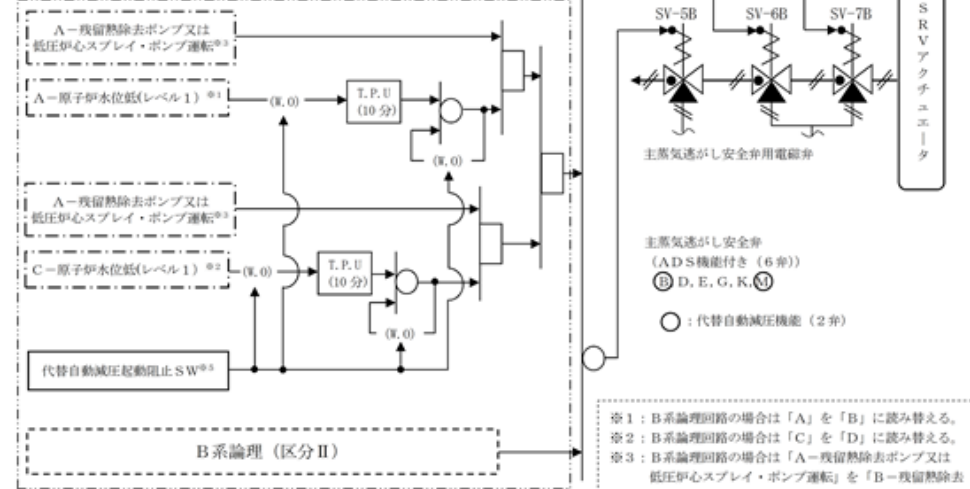 A－残留熱除去ポンプ又は
低圧炉心スプレイ・ポンプ運転※3
A－原子炉水位低(レベル1) ※1
(W.O)
T.P.U
(10分)
(W.O)
A－残留熱除去ポンプ又は
低圧炉心スプレイ・ポンプ運転※3
C－原子炉水位低(レベル1) ※2
(W.O)
T.P.U
(10分)
(W.O)
代替自動減圧起動阻止SW※5
B系論理（区分Ⅱ）
SV-5B
SV-6B
SV-7B
SRVアクチュエータ
主蒸気逃がし安全弁用電磁弁
主蒸気逃がし安全弁
（ADS機能付き（6弁））
B, D, E, G, K, M
：代替自動減圧機能（2弁）
※1：B系論理回路の場合は「A」を「B」に読み替える。
※2：B系論理回路の場合は「C」を「D」に読み替える。
※3：B系論理回路の場合は「A－残留熱除去ポンプ又は
低圧炉心スプレイ・ポンプ運転」を「B－残留熱除去